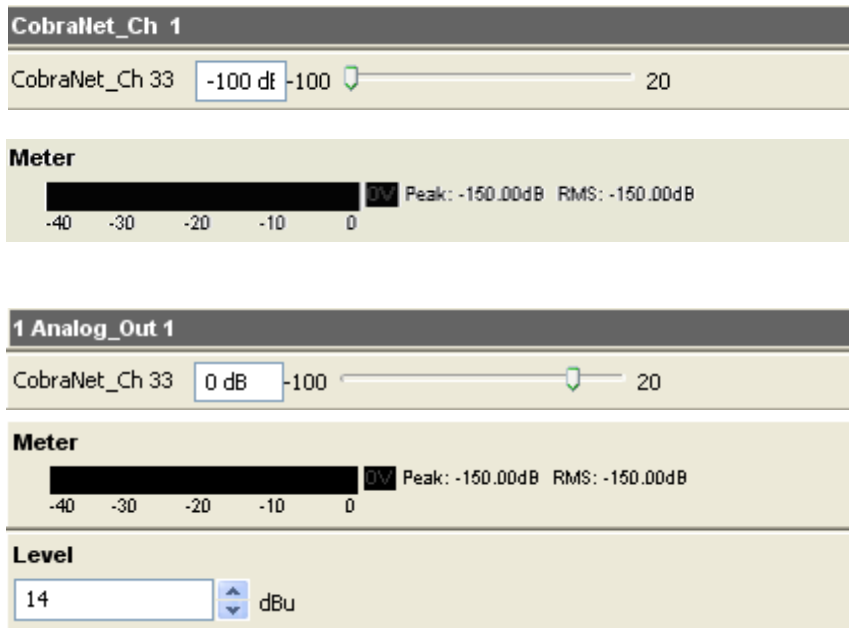 CobraNet_Ch 1
CobraNet_Ch 33 -100 dE -100 20
Meter
0V Peak: -150.00dB RMS: -150.00dB
-40 -30 -20 -10 0
1 Analog_Out 1
CobraNet_Ch 33 0 dB -100 20
Meter
0V Peak: -150.00dB RMS: -150.00dB
-40 -30 -20 -10 0
Level
14 dBu